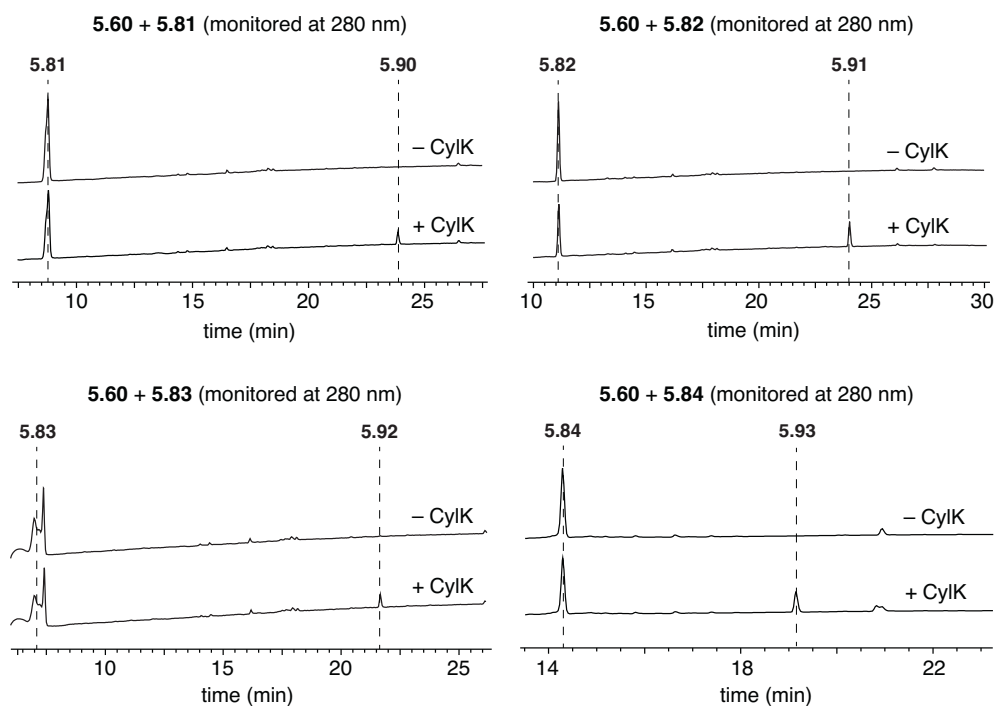 5.60 + 5.81 (monitored at 280 nm)
5.81 5.90
– CylK
+ CylK
10 15 20 25
time (min)
5.60 + 5.82 (monitored at 280 nm)
5.82 5.91
– CylK
+ CylK
10 15 20 25 30
time (min)
5.60 + 5.83 (monitored at 280 nm)
5.83 5.92
– CylK
+ CylK
10 15 20 25
time (min)
5.60 + 5.84 (monitored at 280 nm)
5.84 5.93
– CylK
+ CylK
14 18 22
time (min)